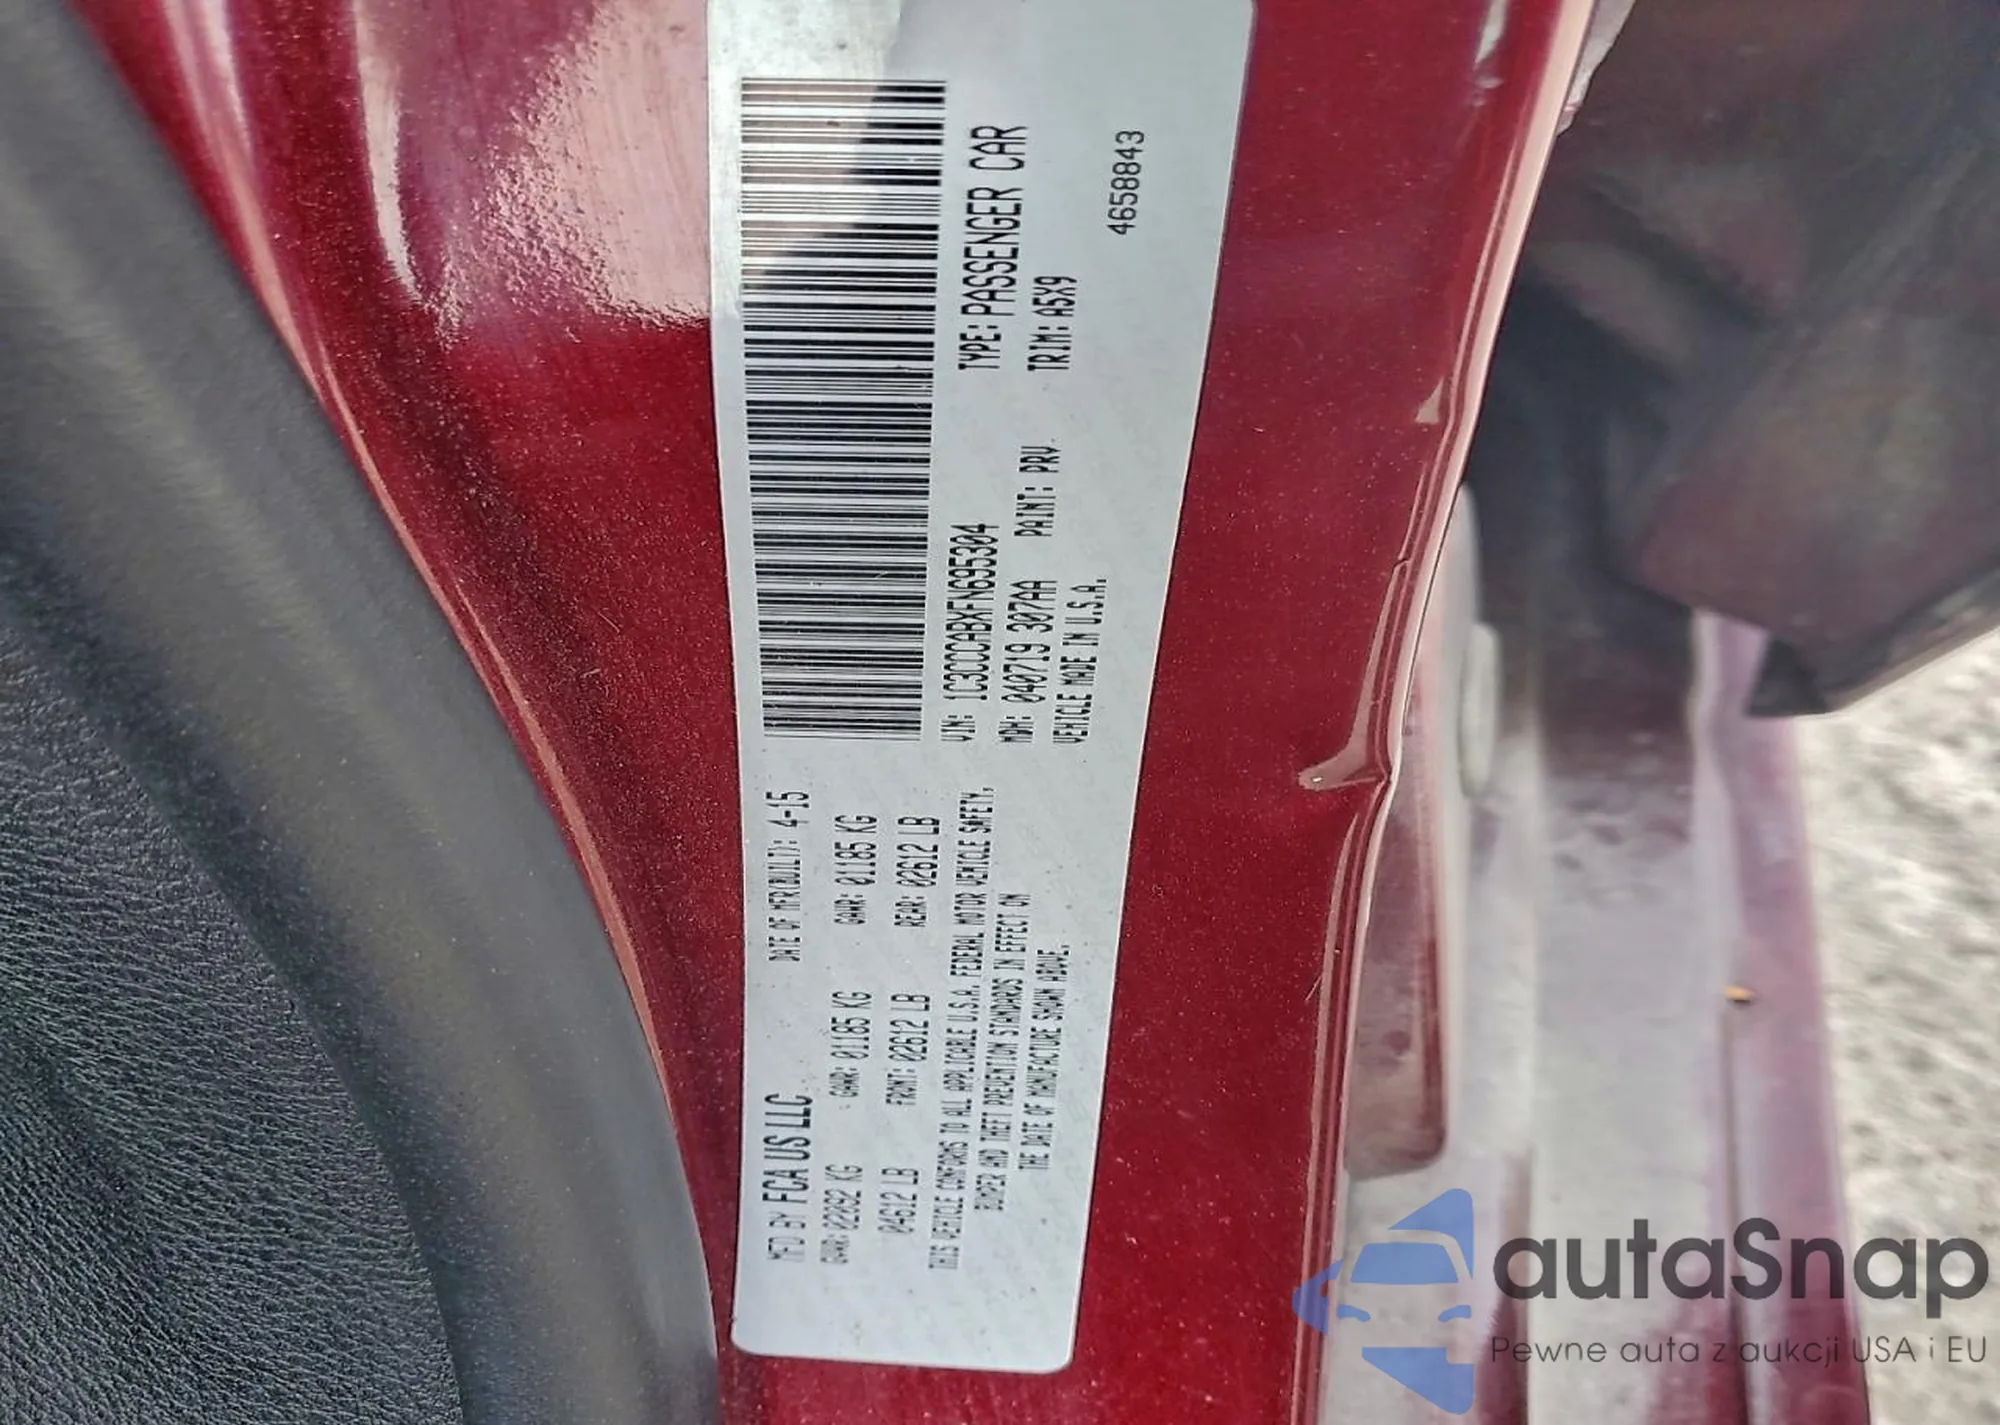 MFD BY FCA US LLC DATE OF MFR(BUILT): 4-15
GVWR: 02092 KG GAWR: 01185 KG GAWR: 01185 KG
04612 LB FRONT: 02612 LB REAR: 02612 LB
THIS VEHICLE CONFORMS TO ALL APPLICABLE U.S.A. FEDERAL MOTOR VEHICLE SAFETY,
BUMPER AND THEFT PREVENTION STANDARDS IN EFFECT ON
THE DATE OF MANUFACTURE SHOWN ABOVE.
VIN: 1C3CCCABXFN695304 TYPE: PASSENGER CAR
MDH: 040719 307AA PAINT: PRV TRIM: A5X9
VEHICLE MADE IN U.S.A.
4658843
autaSnap
Pewne auta z aukcji USA i EU